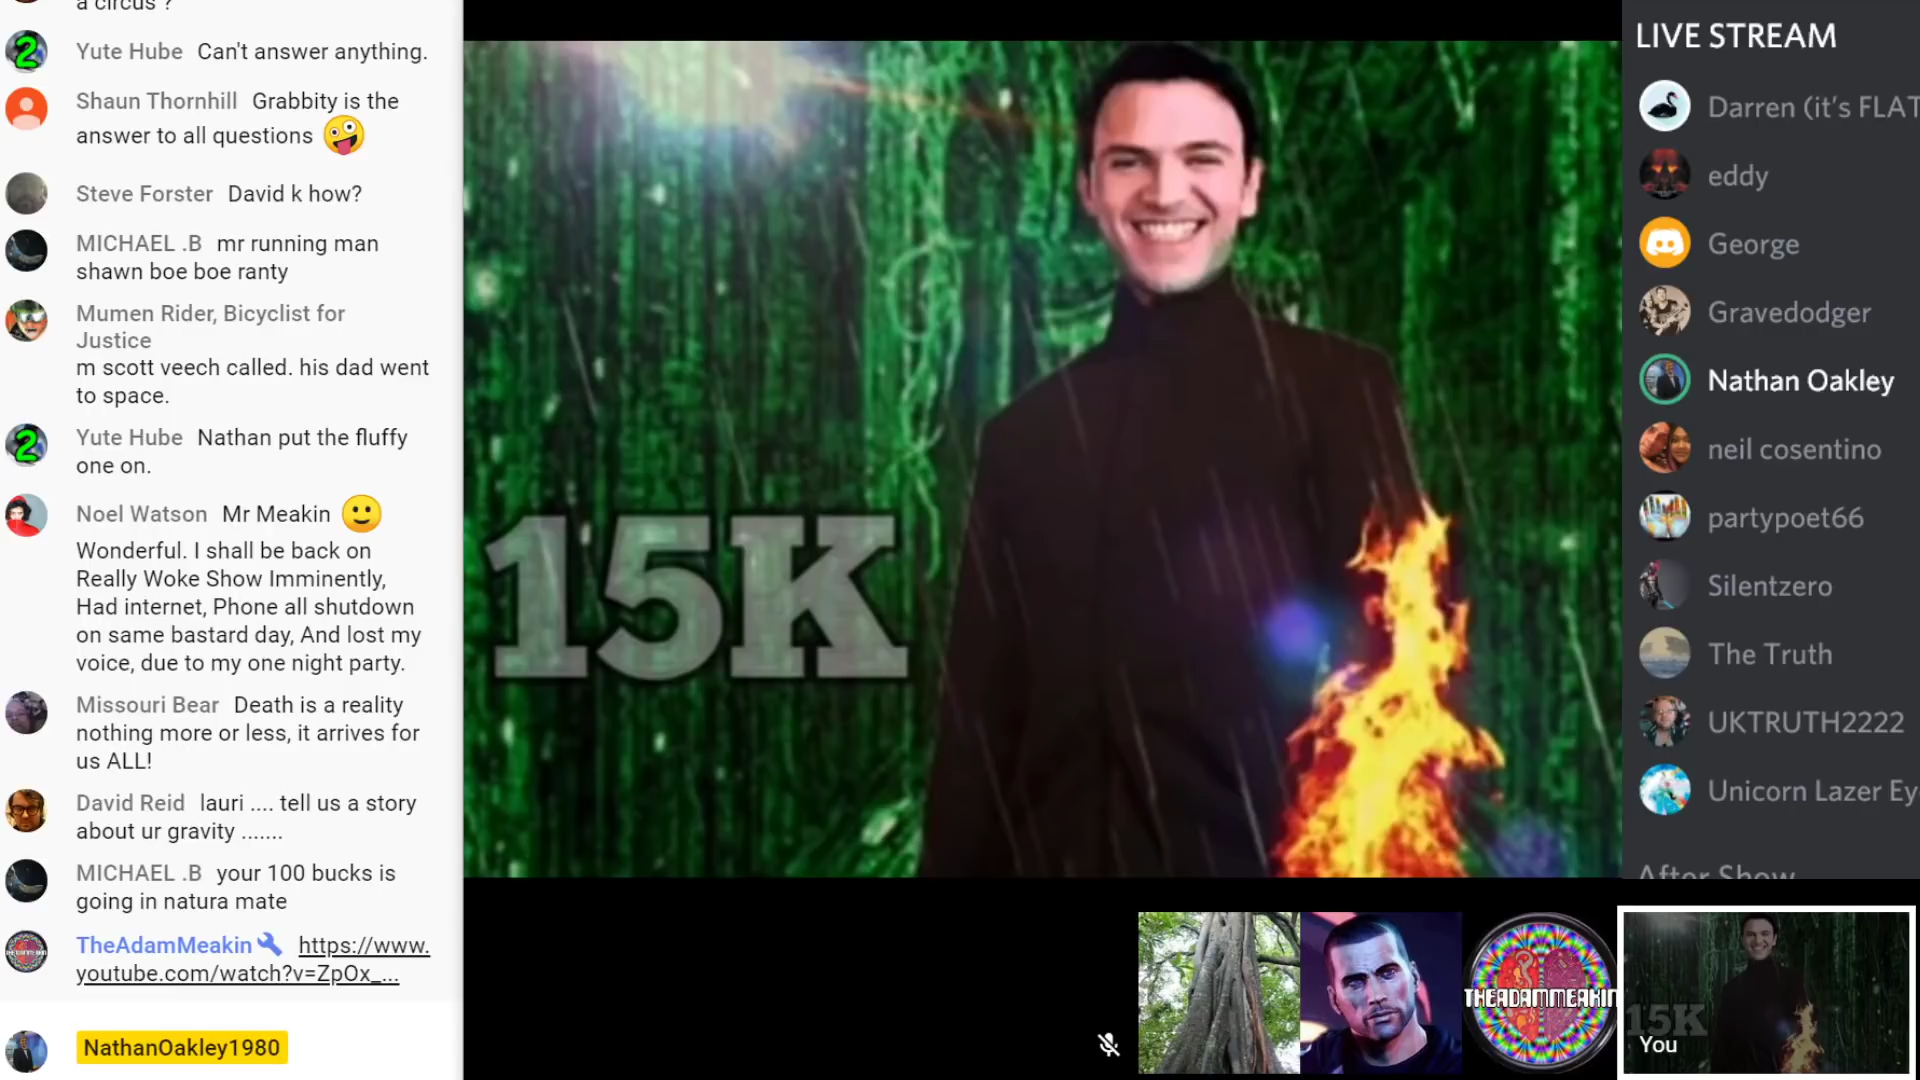 a circus ?
Yute Hube Can't answer anything.
Shaun Thornhill Grabbity is the
answer to all questions 🤪
Steve Forster David k how?
MICHAEL .B mr running man
shawn boe boe ranty
Mumen Rider, Bicyclist for
Justice
m scott veech called. his dad went
to space.
Yute Hube Nathan put the fluffy
one on.
Noel Watson Mr Meakin 🙂
Wonderful. I shall be back on
Really Woke Show Imminently,
Had internet, Phone all shutdown
on same bastard day, And lost my
voice, due to my one night party.
Missouri Bear Death is a reality
nothing more or less, it arrives for
us ALL!
David Reid lauri .... tell us a story
about ur gravity .......
MICHAEL .B your 100 bucks is
going in natura mate
TheAdamMeakin https://www.
youtube.com/watch?v=ZpOx_...
NathanOakley1980
15K
LIVE STREAM
Darren (it's FLAT
eddy
George
Gravedodger
Nathan Oakley
neil cosentino
partypoet66
Silentzero
The Truth
UKTRUTH2222
Unicorn Lazer Ey
After Show
THEADAMMEAKIN
15K
You